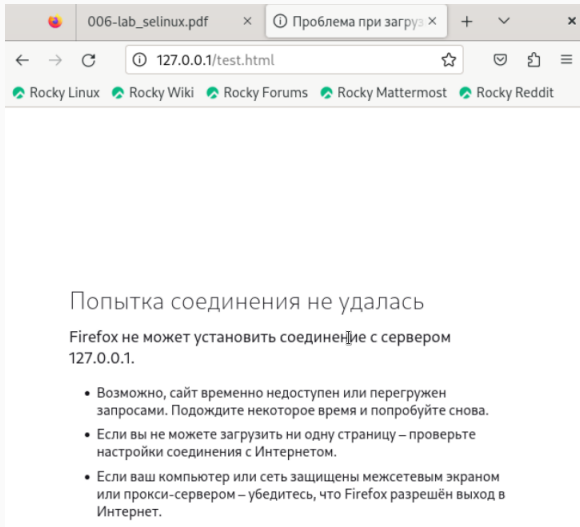 006-lab_selinux.pdf
Проблема при загруз
127.0.0.1/test.html
Rocky Linux Rocky Wiki Rocky Forums Rocky Mattermost Rocky Reddit
Попытка соединения не удалась
Firefox не может установить соединение с сервером
127.0.0.1.
• Возможно, сайт временно недоступен или перегружен
запросами. Подождите некоторое время и попробуйте снова.
• Если вы не можете загрузить ни одну страницу – проверьте
настройки соединения с Интернетом.
• Если ваш компьютер или сеть защищены межсетевым экраном
или прокси-сервером – убедитесь, что Firefox разрешён выход в
Интернет.